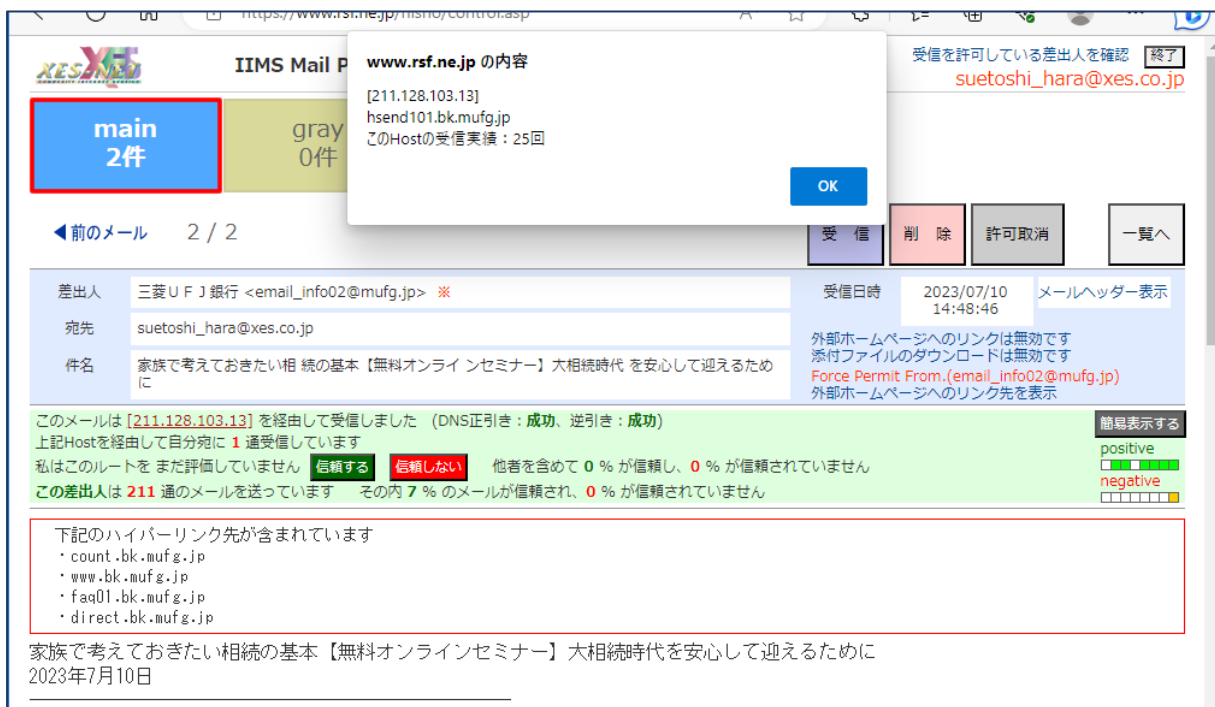 https://www.rsf.ne.jp/nisho/control.asp
XES.NET
IIMS Mail P
www.rsf.ne.jp の内容
[211.128.103.13]
hsend101.bk.mufg.jp
このHostの受信実績：25回
OK
受信を許可している差出人を確認 終了
suetoshi_hara@xes.co.jp
main
2件
gray
0件
◀前のメール 2 / 2
受 信 削 除 許可取消 一覧へ
差出人 三菱ＵＦＪ銀行 <email_info02@mufg.jp> ※
受信日時 2023/07/10
14:48:46
メールヘッダー表示
宛先 suetoshi_hara@xes.co.jp
件名 家族で考えておきたい相 続の基本【無料オンライ ンセミナー】大相続時代 を安心して迎えるため
に
外部ホームページへのリンクは無効です
添付ファイルのダウンロードは無効です
Force Permit From.(email_info02@mufg.jp)
外部ホームページへのリンク先を表示
このメールは [211.128.103.13] を経由して受信しました (DNS正引き：成功、逆引き：成功)
簡易表示する
上記Hostを経由して自分宛に 1 通受信しています
positive
私はこのルートを まだ評価していません 信頼する 信頼しない 他者を含めて 0 % が信頼し、0 % が信頼されていません
negative
この差出人は 211 通のメールを送っています その内 7 % のメールが信頼され、0 % が信頼されていません
下記のハイパーリンク先が含まれています
・count.bk.mufg.jp
・www.bk.mufg.jp
・faq01.bk.mufg.jp
・direct.bk.mufg.jp
家族で考えておきたい相続の基本【無料オンラインセミナー】大相続時代を安心して迎えるために
2023年7月10日